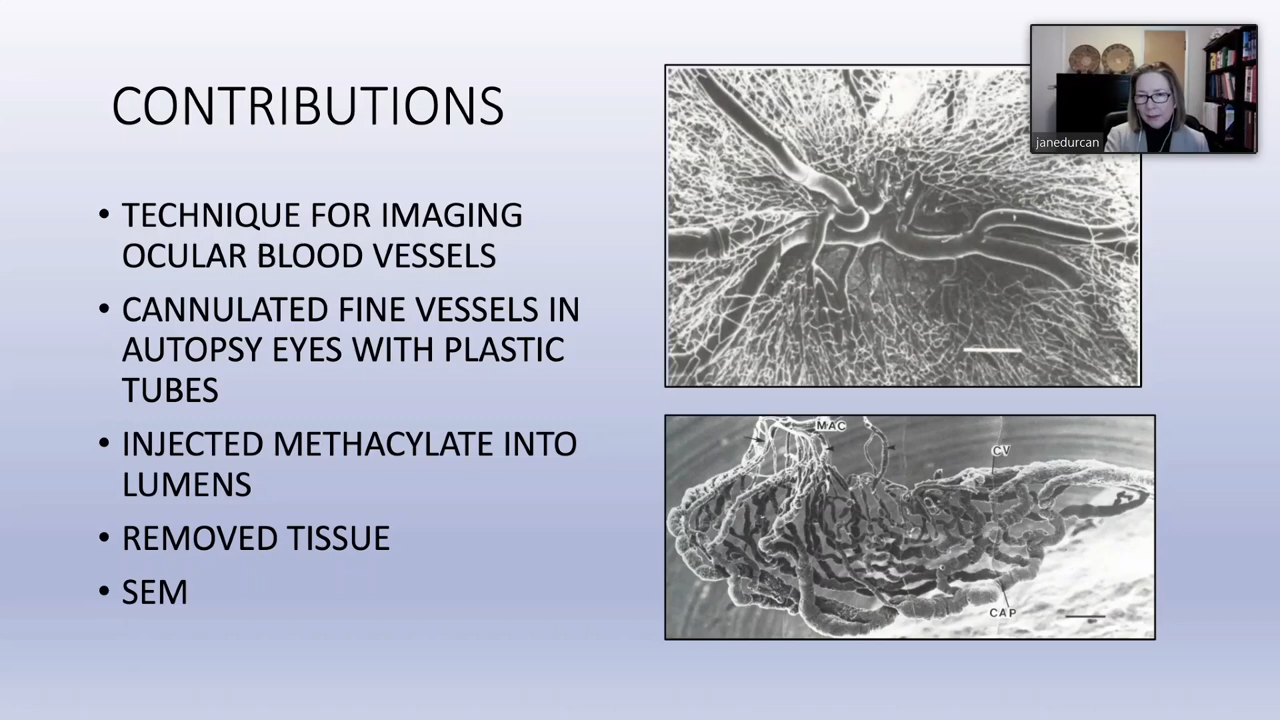 CONTRIBUTIONS
• TECHNIQUE FOR IMAGING
OCULAR BLOOD VESSELS
• CANNULATED FINE VESSELS IN
AUTOPSY EYES WITH PLASTIC
TUBES
• INJECTED METHACYLATE INTO
LUMENS
• REMOVED TISSUE
• SEM
janedurcan
MAC
CV
CAP